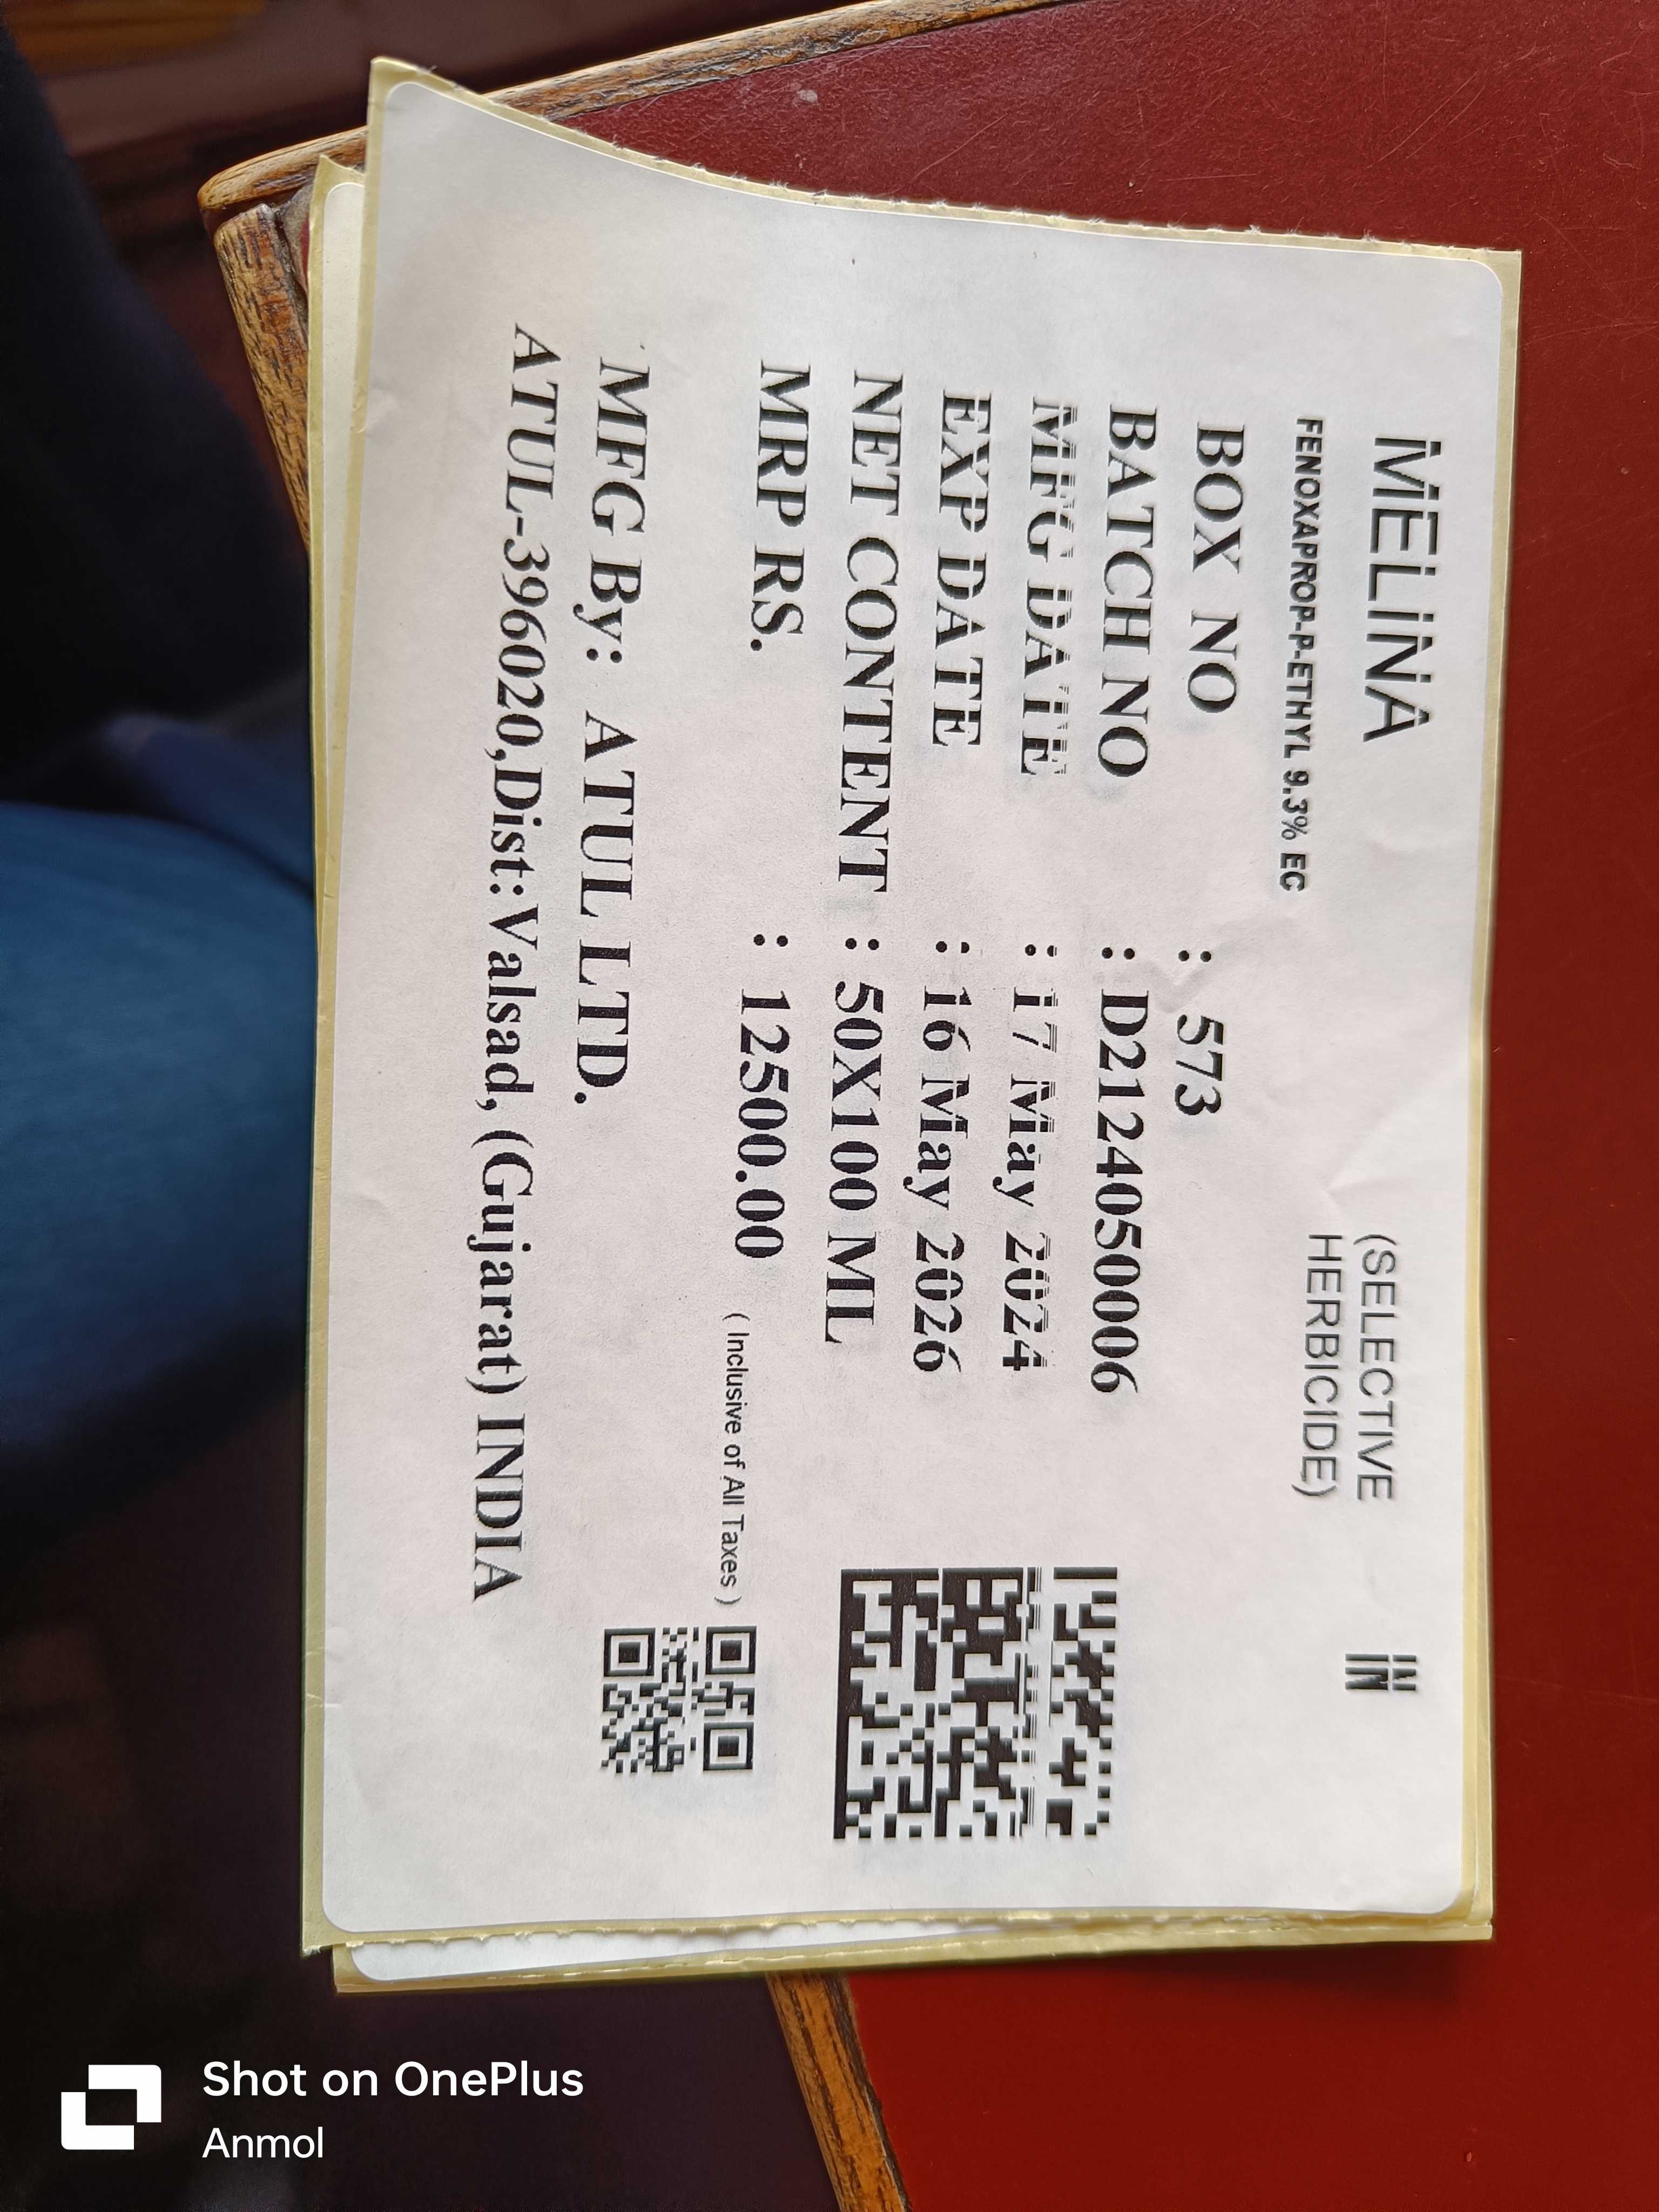 MELINA
(SELECTIVE
HERBICIDE)
IN
FENOXAPROP-P-ETHYL 9.3% EC
BOX NO : 573
BATCH NO : D212405006
MFG DATE : 17 May 2024
EXP DATE : 16 May 2026
NET CONTENT : 50X100 ML
MRP RS. : 12500.00 ( Inclusive of All Taxes )
MFG By: ATUL LTD.
ATUL-396020,Dist:Valsad, (Gujarat) INDIA
Shot on OnePlus
Anmol